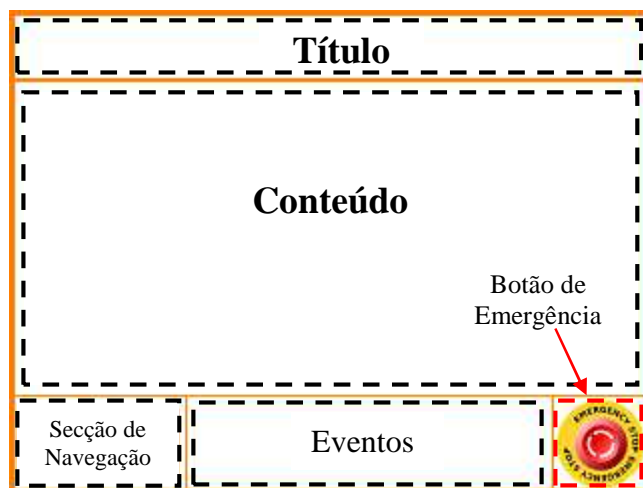 Título
Conteúdo
Botão de
Emergência
Secção de
Navegação
Eventos
EMERGENCY STOP
EMERGENCY STOP